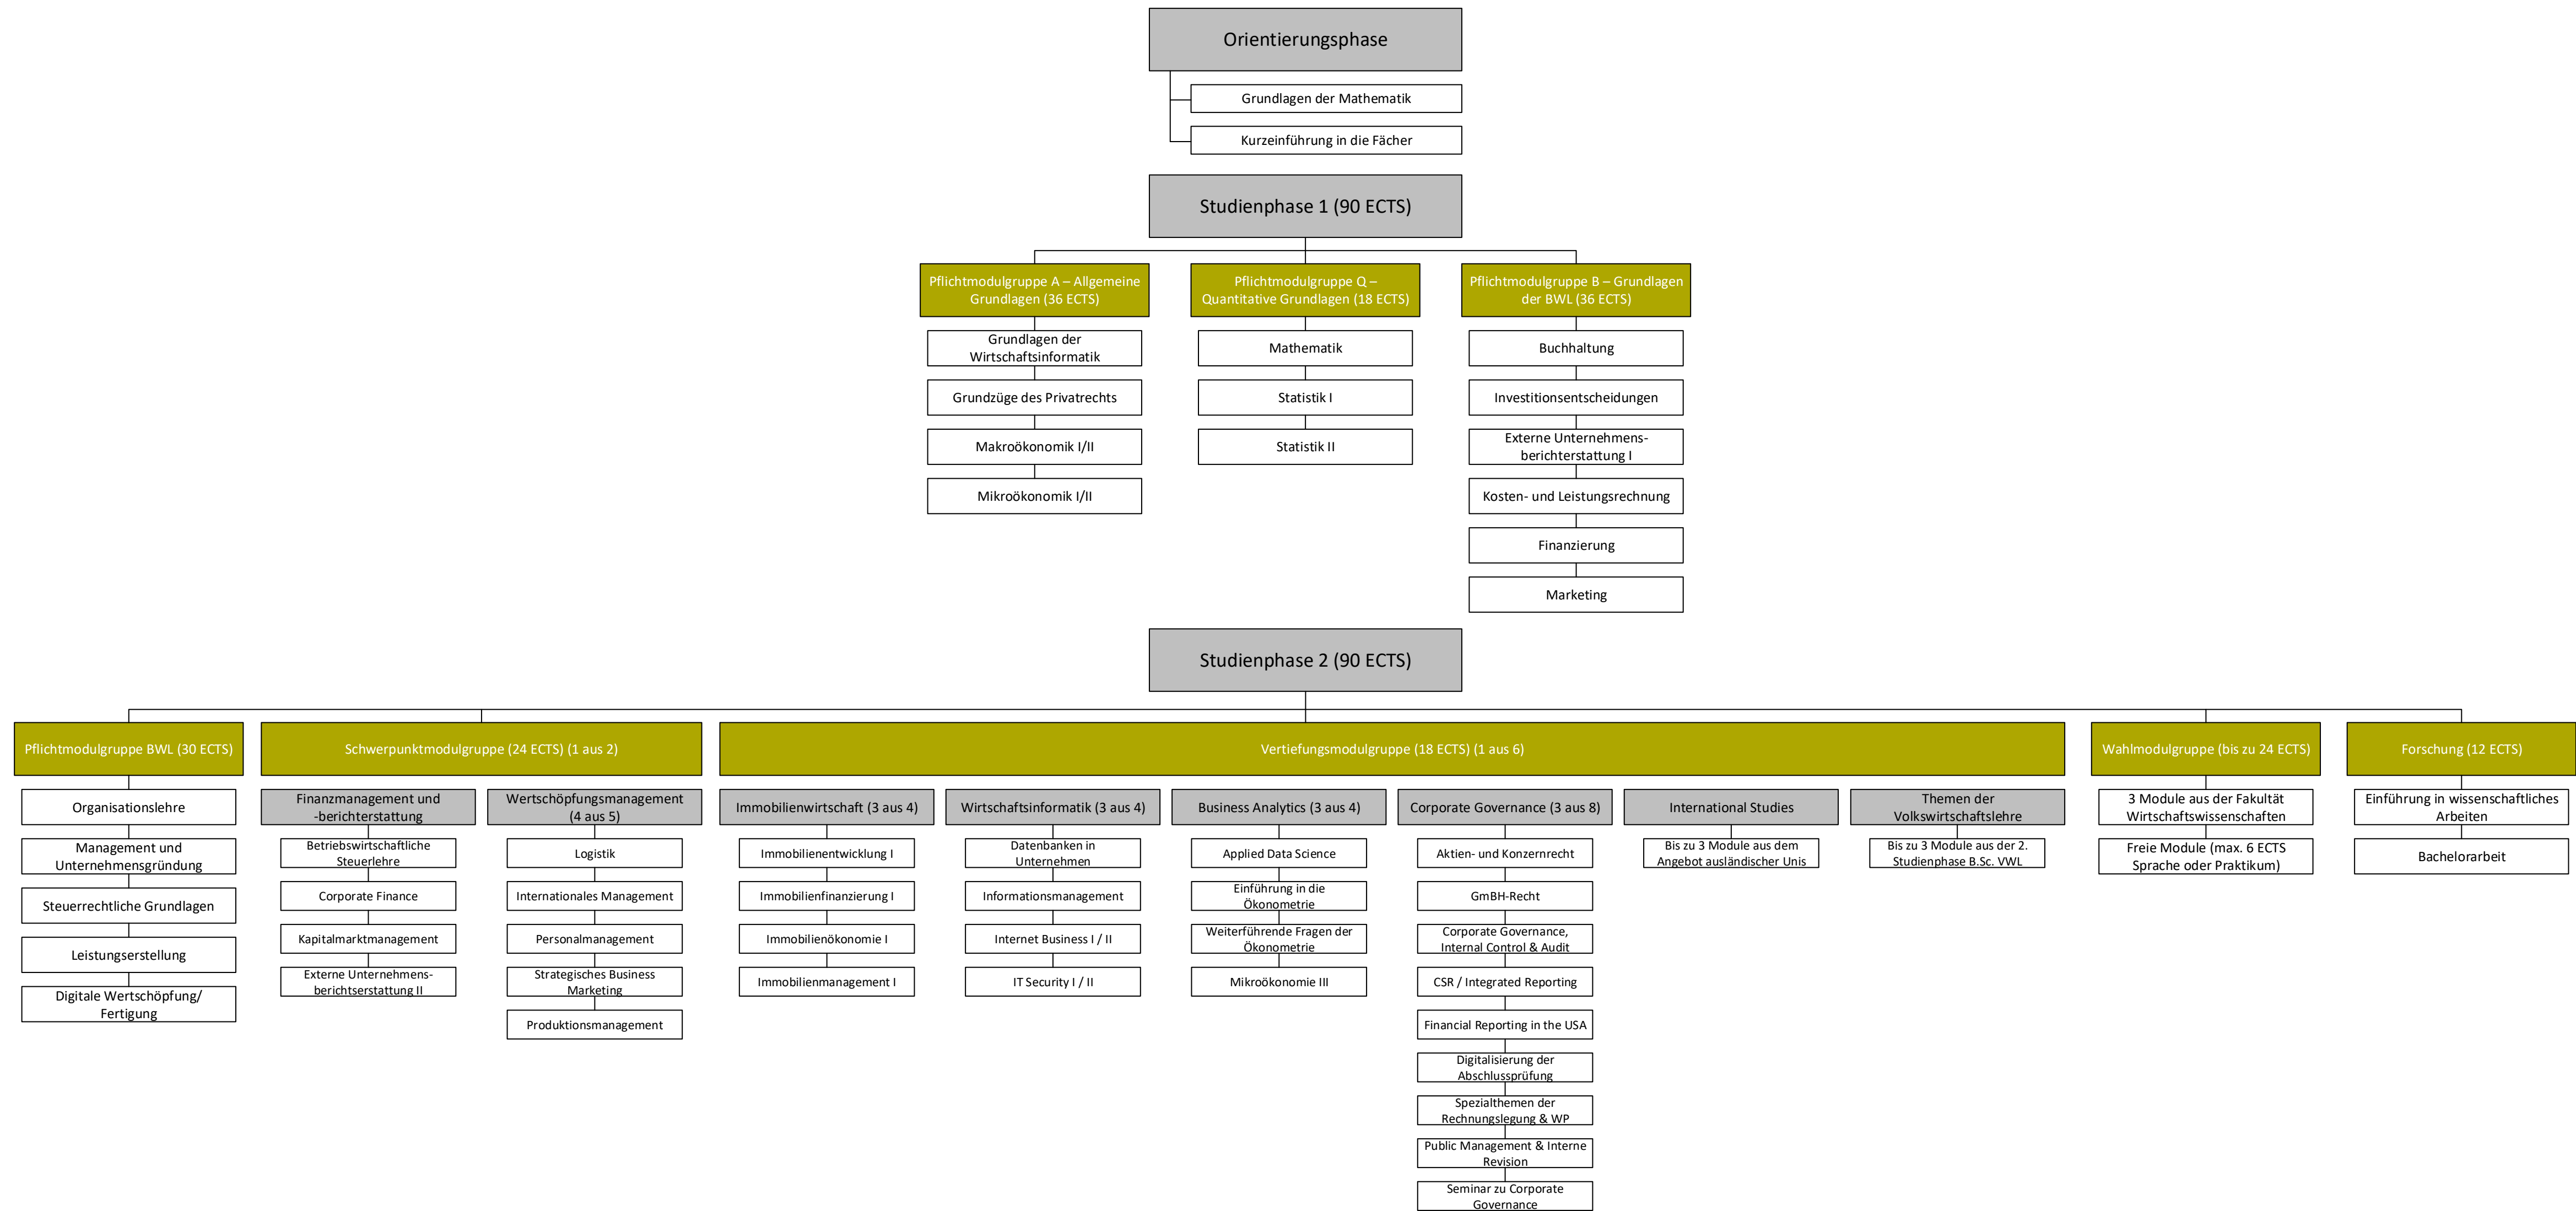 Orientierungsphase
Grundlagen der Mathematik
Kurzeinführung in die Fächer
Studienphase 1 (90 ECTS)
Pflichtmodulgruppe A – Allgemeine
Grundlagen (36 ECTS)
Grundlagen der
Wirtschaftsinformatik
Grundzüge des Privatrechts
Makroökonomik I/II
Mikroökonomik I/II
Pflichtmodulgruppe Q –
Quantitative Grundlagen (18 ECTS)
Mathematik
Statistik I
Statistik II
Pflichtmodulgruppe B – Grundlagen
der BWL (36 ECTS)
Buchhaltung
Investitionsentscheidungen
Externe Unternehmens-
berichterstattung I
Kosten- und Leistungsrechnung
Finanzierung
Marketing
Studienphase 2 (90 ECTS)
Pflichtmodulgruppe BWL (30 ECTS)
Organisationslehre
Management und
Unternehmensgründung
Steuerrechtliche Grundlagen
Leistungserstellung
Digitale Wertschöpfung/
Fertigung
Schwerpunktmodulgruppe (24 ECTS) (1 aus 2)
Finanzmanagement und
-berichterstattung
Betriebswirtschaftliche
Steuerlehre
Corporate Finance
Kapitalmarktmanagement
Externe Unternehmens-
berichtserstattung II
Wertschöpfungsmanagement
(4 aus 5)
Logistik
Internationales Management
Personalmanagement
Strategisches Business
Marketing
Produktionsmanagement
Vertiefungsmodulgruppe (18 ECTS) (1 aus 6)
Immobilienwirtschaft (3 aus 4)
Immobilienentwicklung I
Immobilienfinanzierung I
Immobilienökonomie I
Immobilienmanagement I
Wirtschaftsinformatik (3 aus 4)
Datenbanken in
Unternehmen
Informationsmanagement
Internet Business I / II
IT Security I / II
Business Analytics (3 aus 4)
Applied Data Science
Einführung in die
Ökonometrie
Weiterführende Fragen der
Ökonometrie
Mikroökonomie III
Corporate Governance (3 aus 8)
Aktien- und Konzernrecht
GmBH-Recht
Corporate Governance,
Internal Control & Audit
CSR / Integrated Reporting
Financial Reporting in the USA
Digitalisierung der
Abschlussprüfung
Spezialthemen der
Rechnungslegung & WP
Public Management & Interne
Revision
Seminar zu Corporate
Governance
International Studies
Bis zu 3 Module aus dem
Angebot ausländischer Unis
Themen der
Volkswirtschaftslehre
Bis zu 3 Module aus der 2.
Studienphase B.Sc. VWL
Wahlmodulgruppe (bis zu 24 ECTS)
3 Module aus der Fakultät
Wirtschaftswissenschaften
Freie Module (max. 6 ECTS
Sprache oder Praktikum)
Forschung (12 ECTS)
Einführung in wissenschaftliches
Arbeiten
Bachelorarbeit